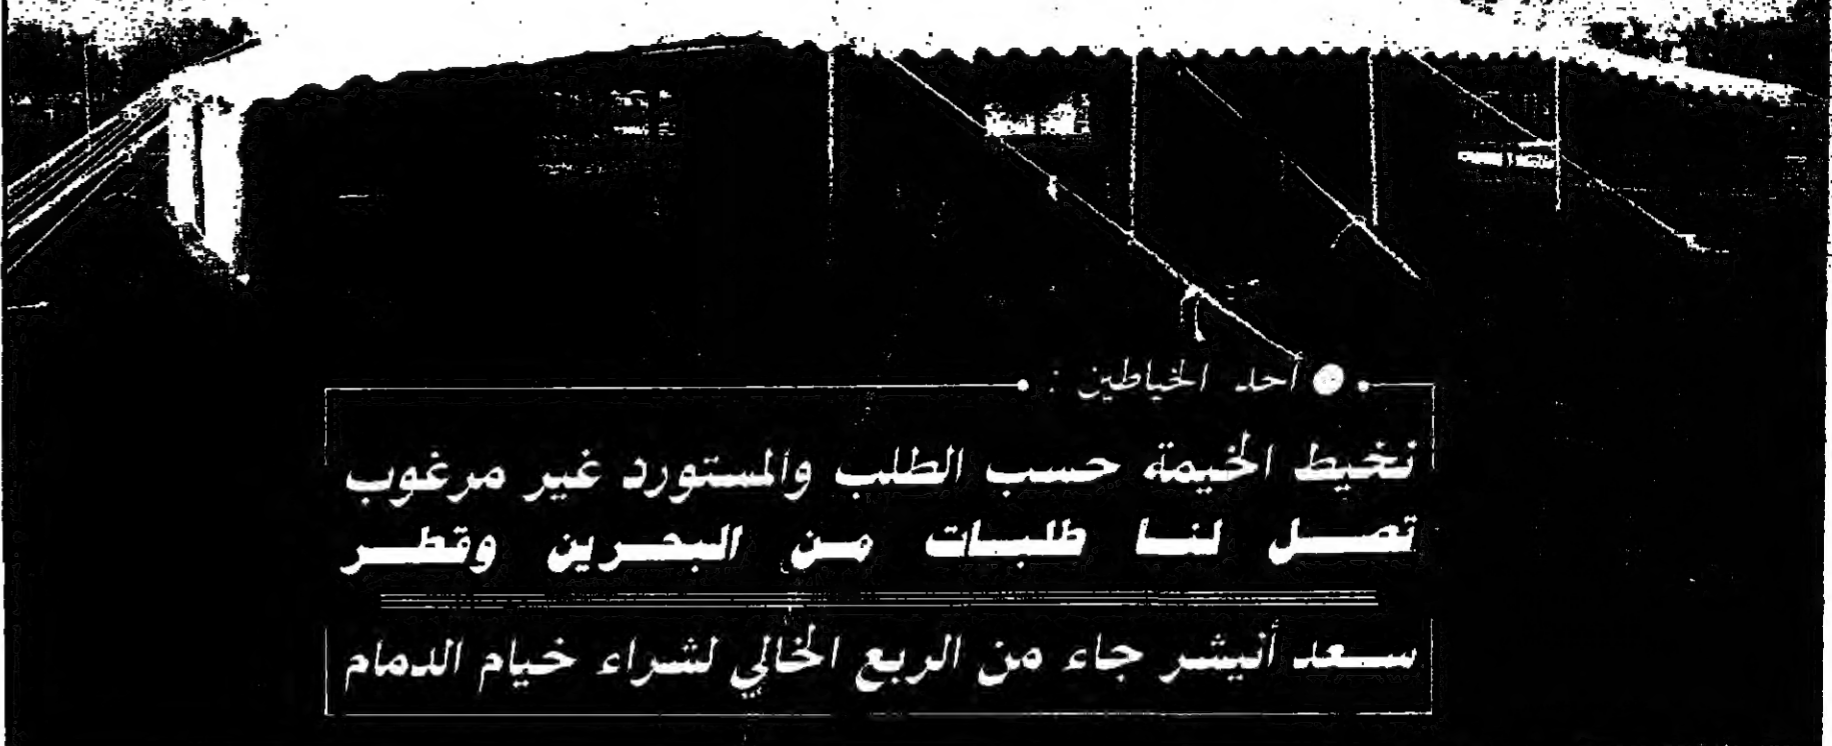 ● أحد الخياطين :
نخيط الخيمة حسب الطلب والمستورد غير مرغوب
تصل لنا طلبات من البحرين وقطر
سعد أنيشر جاء من الربع الخالي لشراء خيام الدمام